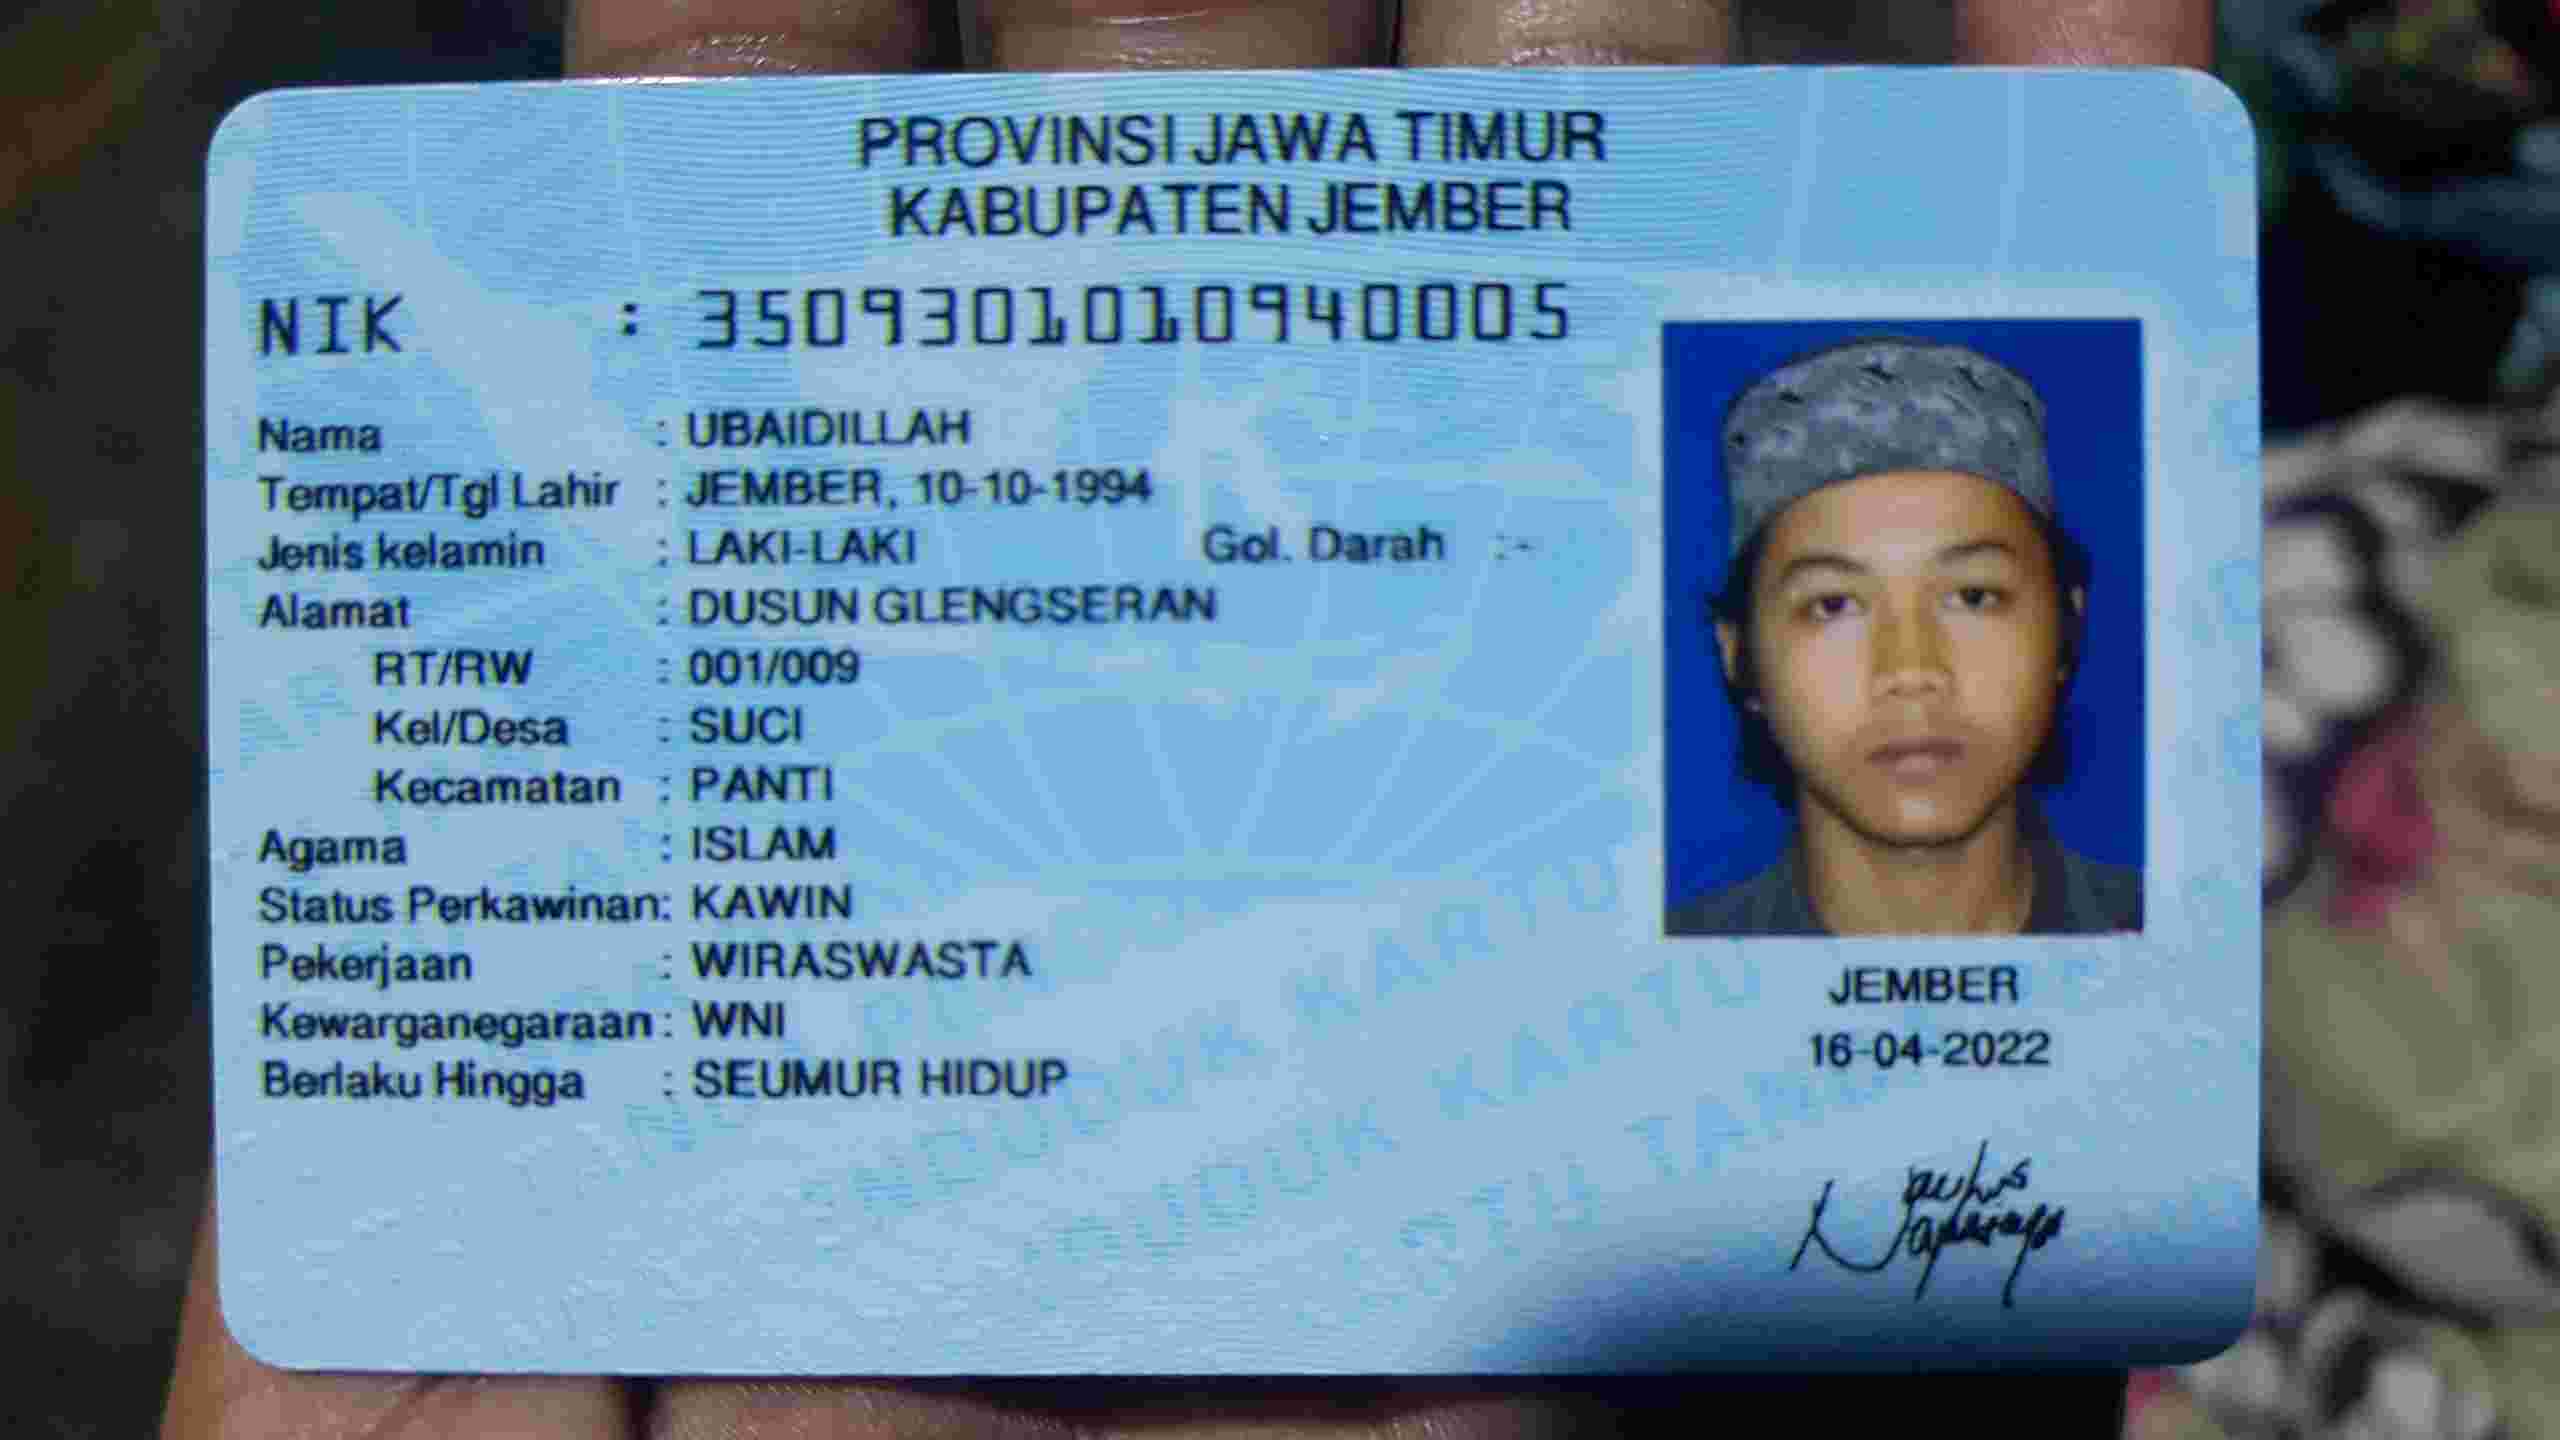 PROVINSI JAWA TIMUR
KABUPATEN JEMBER
NIK : 3509301010940005
Nama : UBAIDILLAH
Tempat/Tgl Lahir : JEMBER, 10-10-1994
Jenis kelamin : LAKI-LAKI Gol. Darah :-
Alamat : DUSUN GLENGSERAN
RT/RW : 001/009
Kel/Desa : SUCI
Kecamatan : PANTI
Agama : ISLAM
Status Perkawinan: KAWIN
Pekerjaan : WIRASWASTA
Kewarganegaraan: WNI
Berlaku Hingga : SEUMUR HIDUP
JEMBER
16-04-2022